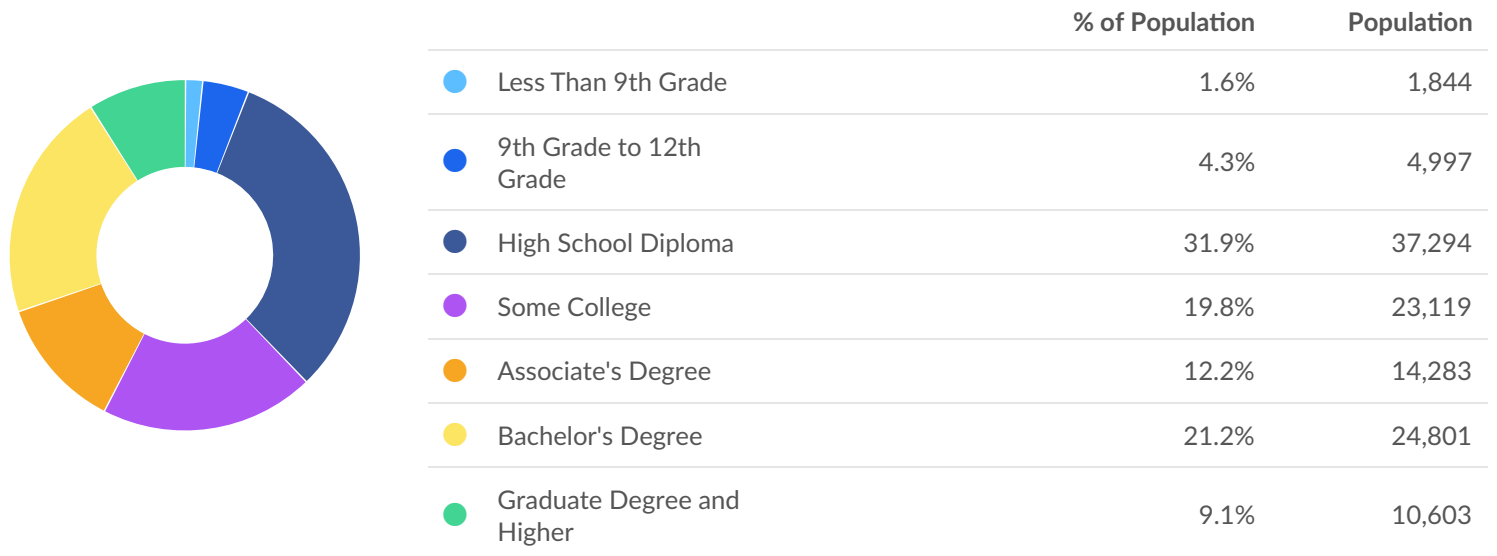 % of Population Population
Less Than 9th Grade 1.6% 1,844
9th Grade to 12th
Grade 4.3% 4,997
High School Diploma 31.9% 37,294
Some College 19.8% 23,119
Associate's Degree 12.2% 14,283
Bachelor's Degree 21.2% 24,801
Graduate Degree and
Higher 9.1% 10,603